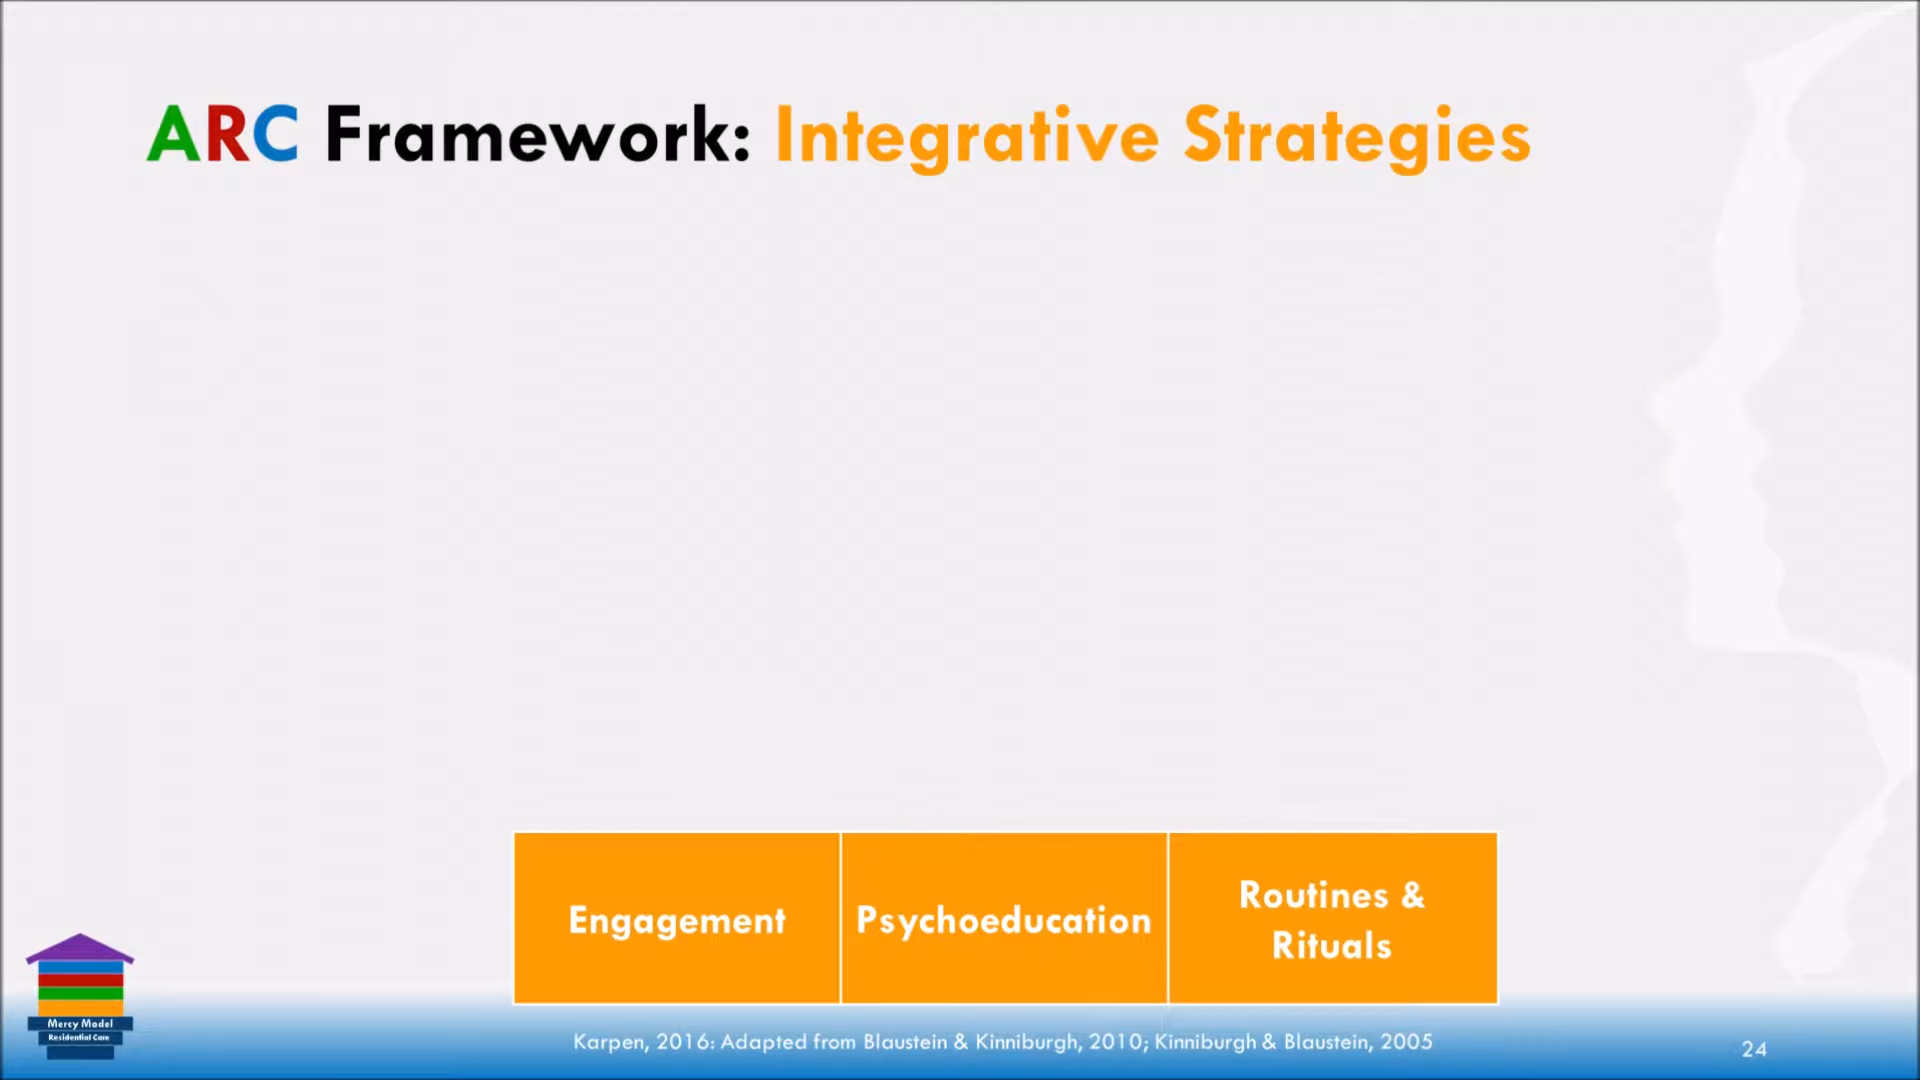 ARC Framework: Integrative Strategies
Engagement
Psychoeducation
Routines &
Rituals
Mercy Model
Residential Care
Karpen, 2016: Adapted from Blaustein & Kinniburgh, 2010; Kinniburgh & Blaustein, 2005
24